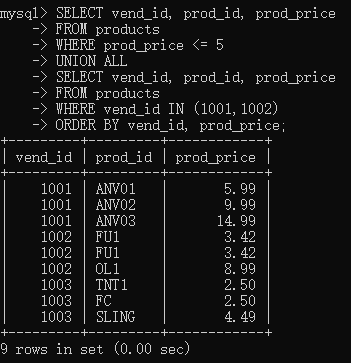 mysql> SELECT vend_id, prod_id, prod_price
    -> FROM products
    -> WHERE prod_price <= 5
    -> UNION ALL
    -> SELECT vend_id, prod_id, prod_price
    -> FROM products
    -> WHERE vend_id IN (1001,1002)
    -> ORDER BY vend_id, prod_price;
+---------+---------+------------+
| vend_id | prod_id | prod_price |
+---------+---------+------------+
|    1001 | ANV01   |       5.99 |
|    1001 | ANV02   |       9.99 |
|    1001 | ANV03   |      14.99 |
|    1002 | FU1     |       3.42 |
|    1002 | FU1     |       3.42 |
|    1002 | OL1     |       8.99 |
|    1003 | TNT1    |       2.50 |
|    1003 | FC      |       2.50 |
|    1003 | SLING   |       4.49 |
+---------+---------+------------+
9 rows in set (0.00 sec)